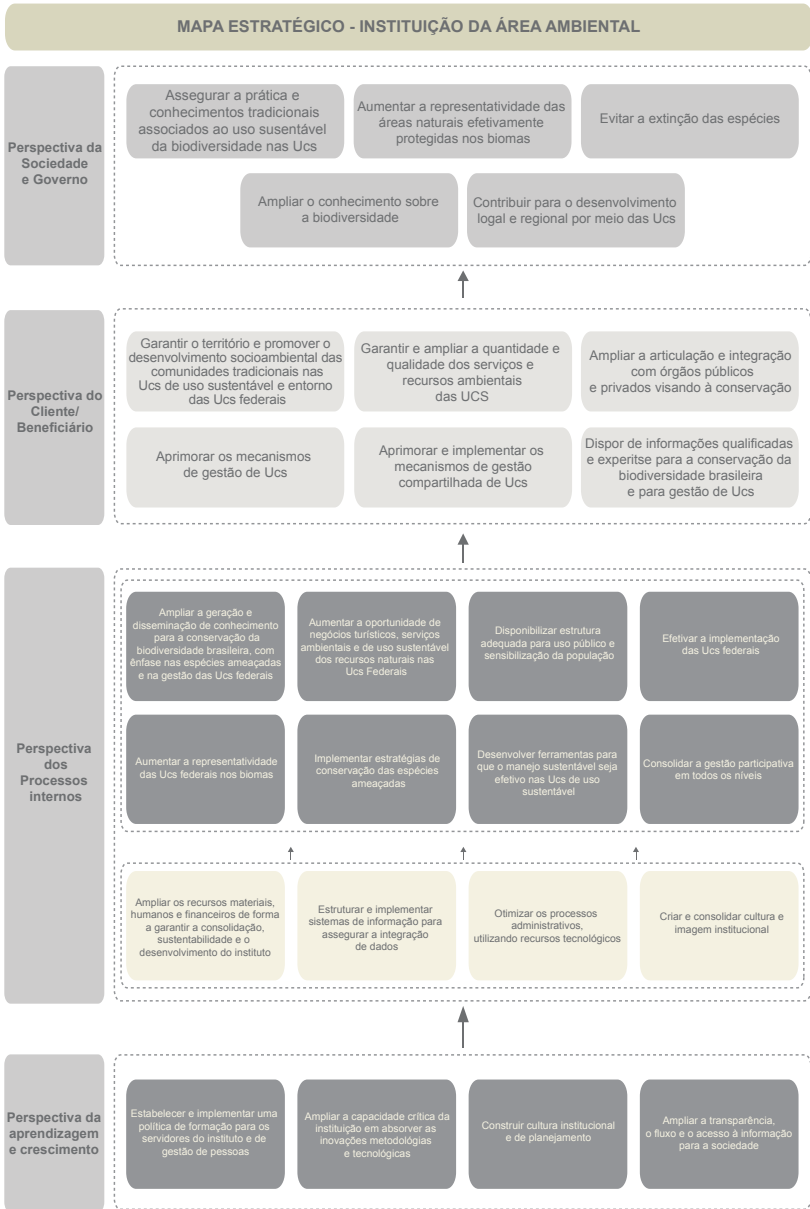 MAPA ESTRATÉGICO - INSTITUIÇÃO DA ÁREA AMBIENTAL
Perspectiva da
Sociedade
e Governo
Assegurar a prática e
conhecimentos tradicionais
associados ao uso susentável
da biodiversidade nas Ucs
Aumentar a representatividade das
áreas naturais efetivamente
protegidas nos biomas
Evitar a extinção das espécies
Ampliar o conhecimento sobre
a biodiversidade
Contribuir para o desenvolvimento
local e regional por meio das Ucs
Perspectiva do
Cliente/
Beneficiário
Garantir o território e promover o
desenvolvimento socioambiental das
comunidades tradicionais nas
Ucs de uso sustentável e entorno
das Ucs federais
Garantir e ampliar a quantidade e
qualidade dos serviços e
recursos ambientais
das UCS
Ampliar a articulação e integração
com órgãos públicos
e privados visando à conservação
Aprimorar os mecanismos
de gestão de Ucs
Aprimorar e implementar os
mecanismos de gestão
compartilhada de Ucs
Dispor de informações qualificadas
e experitse para a conservação da
biodiversidade brasileira
e para gestão de Ucs
Perspectiva
dos
Processos
internos
Ampliar a geração e
disseminação de conhecimento
para a conservação da
biodiversidade brasileira, com
ênfase nas espécies ameaçadas
e na gestão das Ucs federais
Aumentar a oportunidade de
negócios turísticos, serviços
ambientais e de uso sustentável
dos recursos naturais nas
Ucs Federais
Disponibilizar estrutura
adequada para uso público e
sensibilização da população
Efetivar a implementação
das Ucs federais
Aumentar a representatividade
das Ucs federais nos biomas
Implementar estratégias de
conservação das espécies
ameaçadas
Desenvolver ferramentas para
que o manejo sustentável seja
efetivo nas Ucs de uso
sustentável
Consolidar a gestão participativa
em todos os níveis
Ampliar os recursos materiais,
humanos e financeiros de forma
a garantir a consolidação,
sustentabilidade e o
desenvolvimento do instituto
Estruturar e implementar
sistemas de informação para
assegurar a integração
de dados
Otimizar os processos
administrativos,
utilizando recursos tecnológicos
Criar e consolidar cultura e
imagem institucional
Perspectiva da
aprendizagem
e crescimento
Estabelecer e implementar uma
política de formação para os
servidores do instituto e de
gestão de pessoas
Ampliar a capacidade crítica da
instituição em absorver as
inovações metodológias
e tecnológicas
Construir cultura institucional
e de planejamento
Ampliar a transparência,
o fluxo e o acesso à informação
para a sociedade